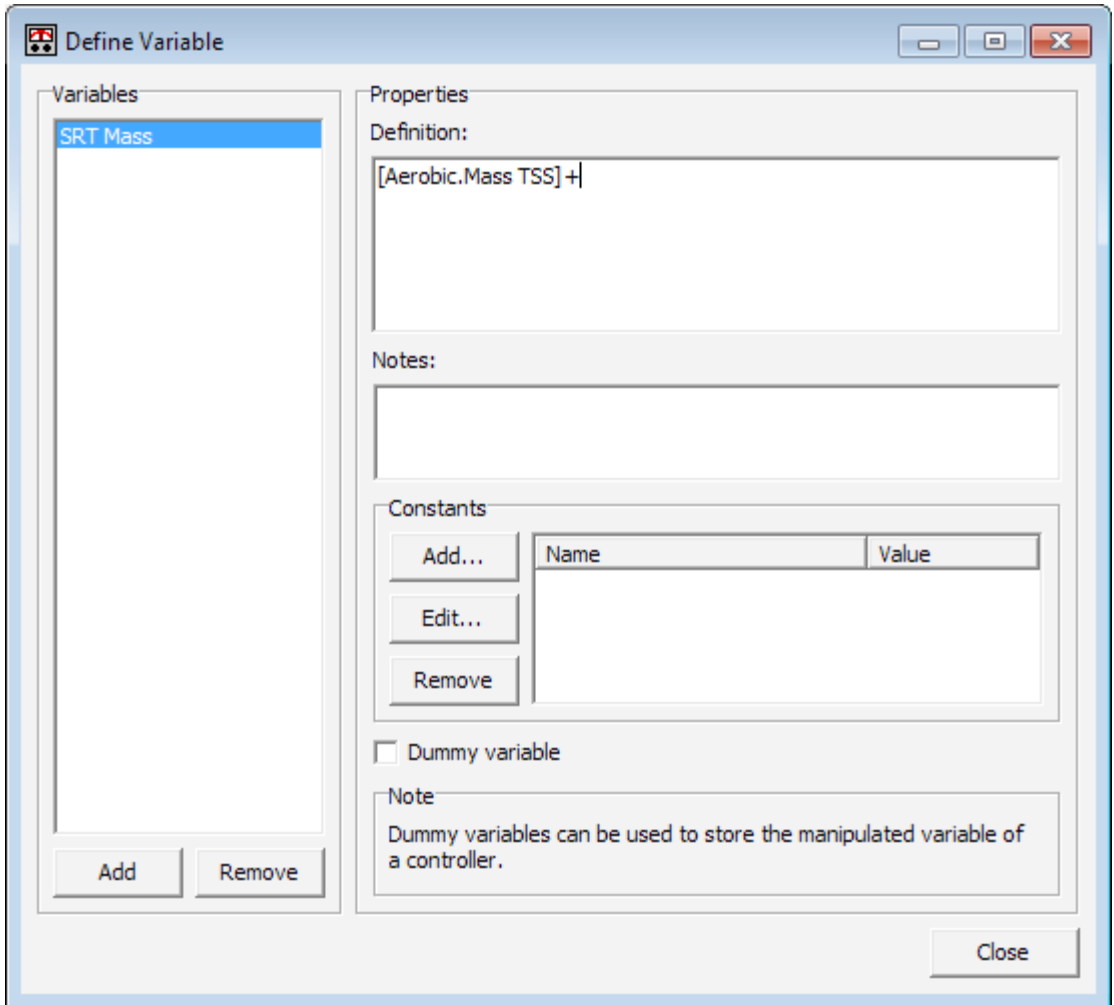 Define Variable
Variables
SRT Mass
Add
Remove
Properties
Definition:
[Aerobic.Mass TSS] +
Notes:
Constants
Add...
Edit...
Remove
Name
Value
Dummy variable
Note
Dummy variables can be used to store the manipulated variable of
a controller.
Close